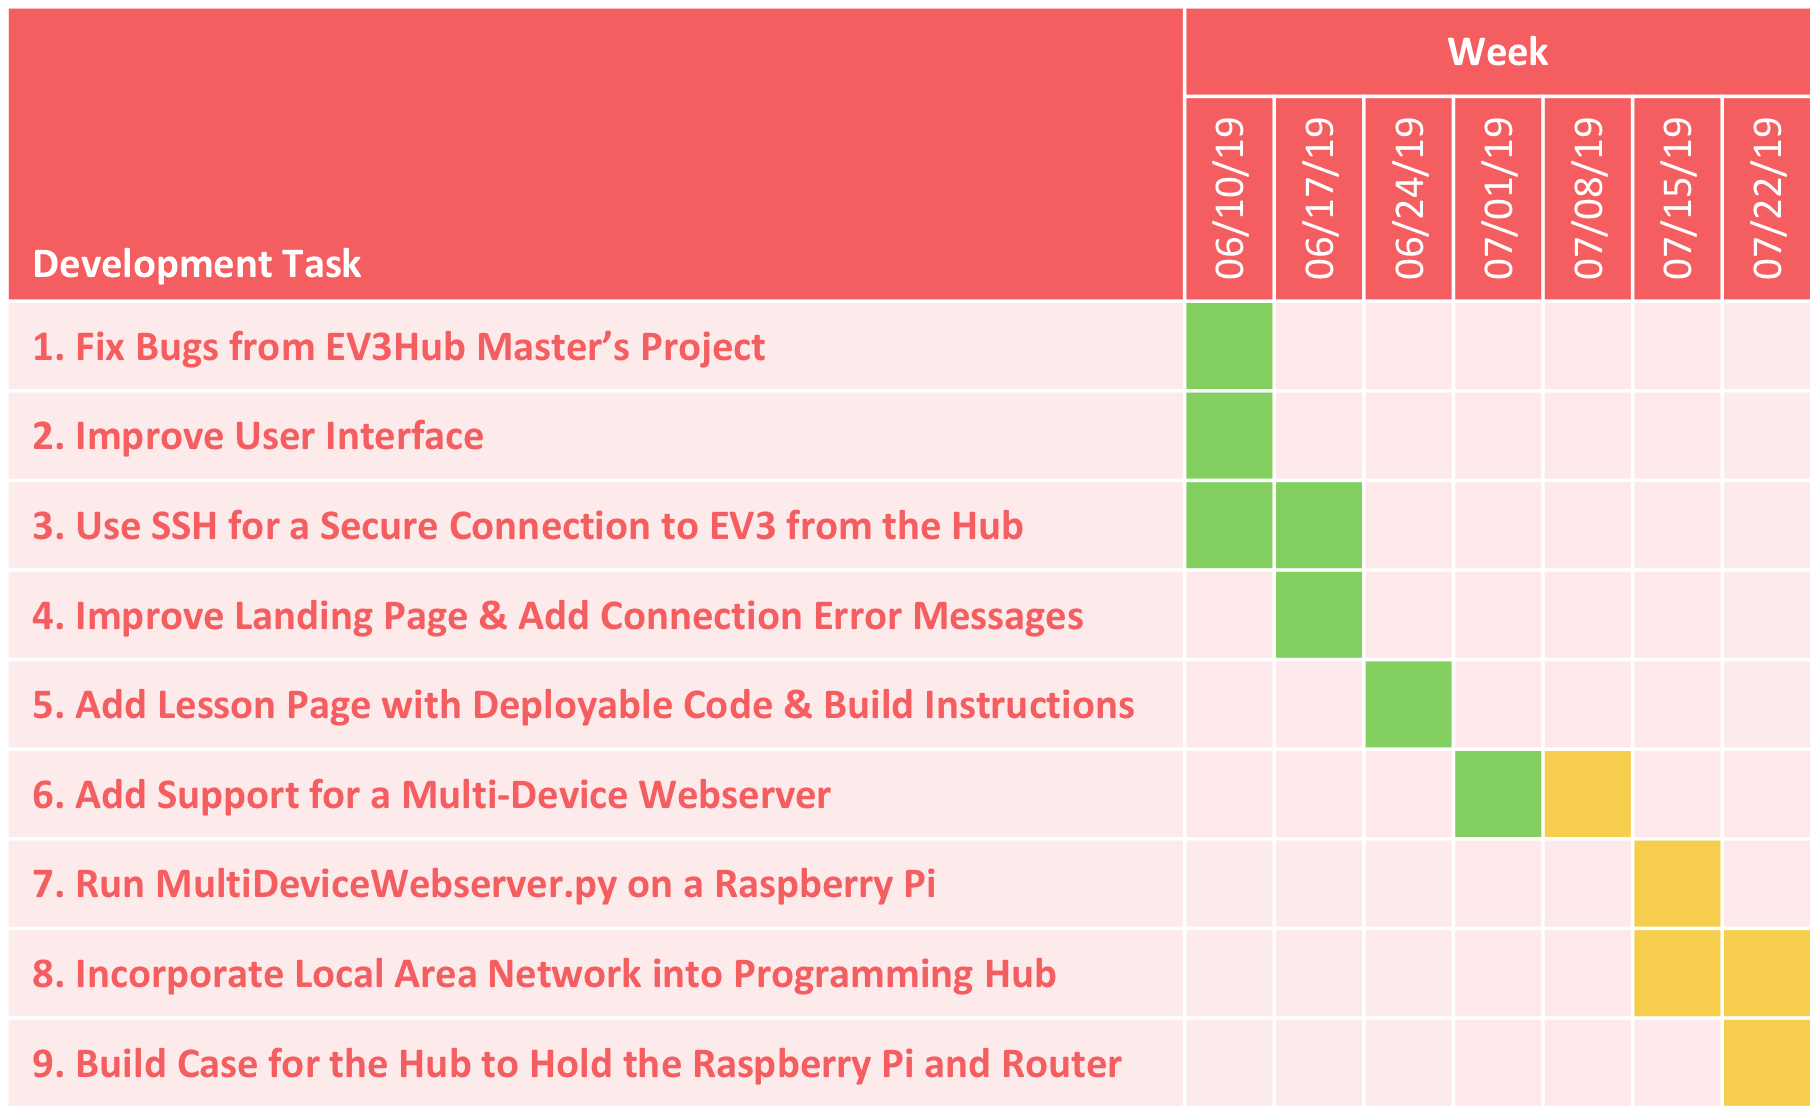 Week
Development Task
06/10/19
06/17/19
06/24/19
07/01/19
07/08/19
07/15/19
07/22/19
1. Fix Bugs from EV3Hub Master’s Project
2. Improve User Interface
3. Use SSH for a Secure Connection to EV3 from the Hub
4. Improve Landing Page & Add Connection Error Messages
5. Add Lesson Page with Deployable Code & Build Instructions
6. Add Support for a Multi-Device Webserver
7. Run MultiDeviceWebserver.py on a Raspberry Pi
8. Incorporate Local Area Network into Programming Hub
9. Build Case for the Hub to Hold the Raspberry Pi and Router